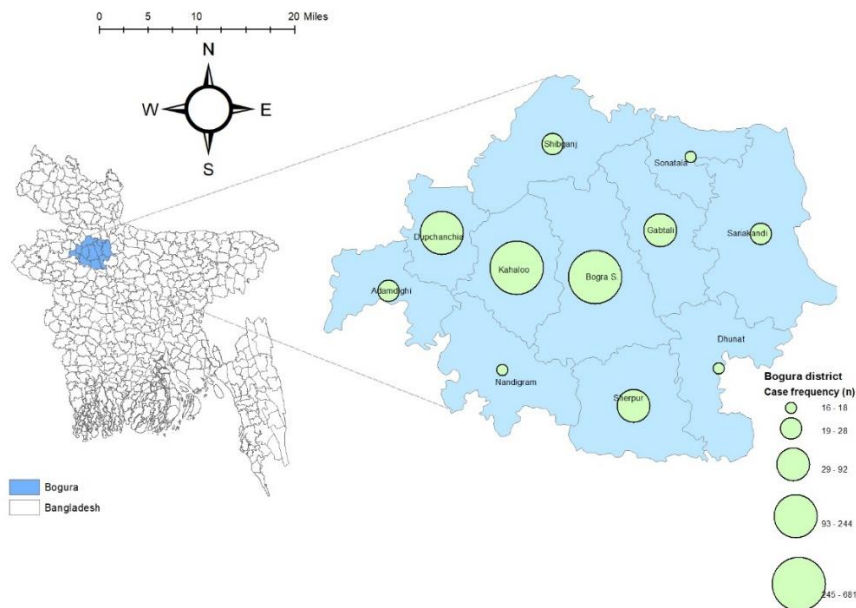 0 5 10 20 Miles
N
W E
S
Shibganj
Sonatala
Dupchanchia
Gabtali
Sariakandi
Kahaloo
Bogra S.
Adamdighi
Dhunat
Nandigram
Sherpur
Bogura district
Case frequency (n)
16 - 18
19 - 28
29 - 92
93 - 244
245 - 681
Bogura
Bangladesh